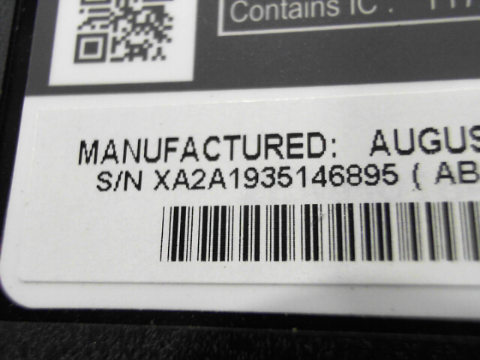 Contains IC :
MANUFACTURED: AUGUS
S/N XA2A1935146895 ( AB